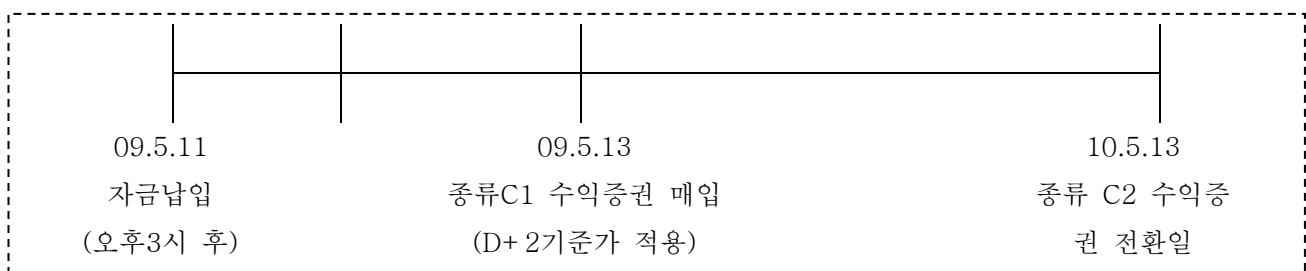 09.5.11 09.5.13 10.5.13
자금납입 종류C1 수익증권 매입 종류 C2 수익증
(오후3시 후) (D+2기준가 적용) 권 전환일